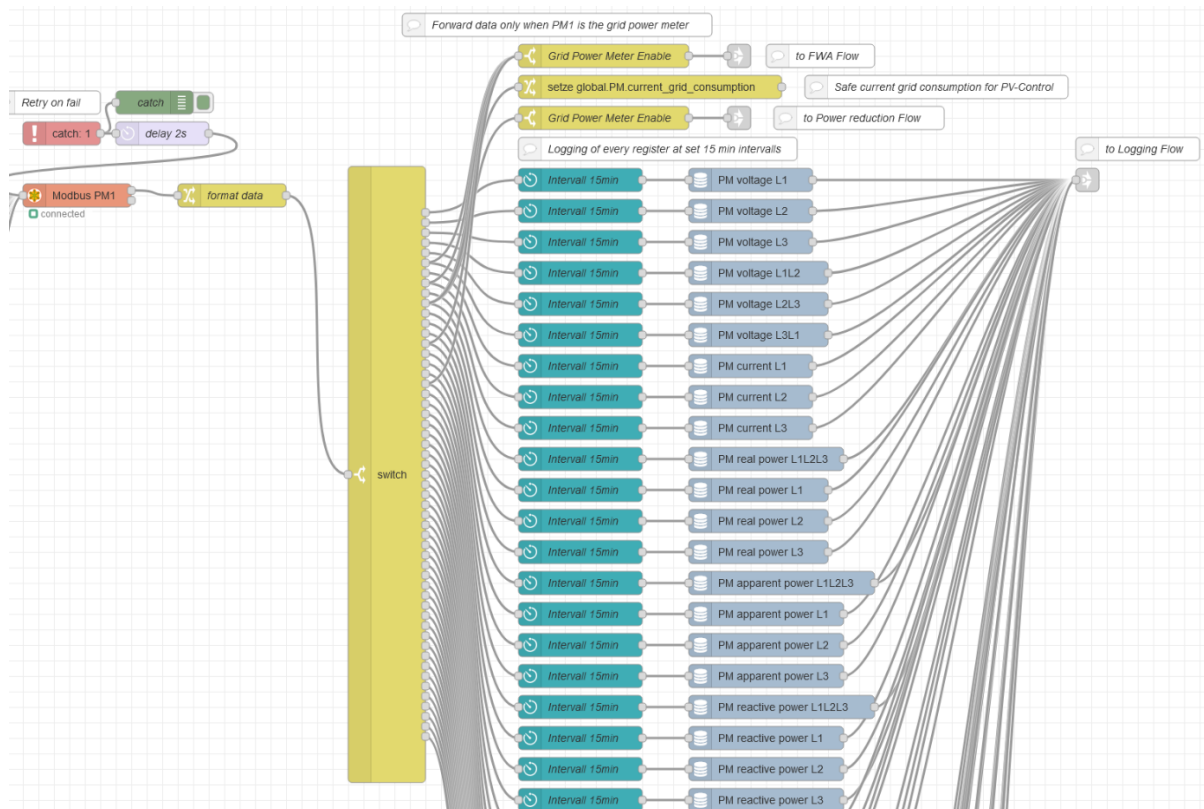 Forward data only when PM1 is the grid power meter
Grid Power Meter Enable
to FWA Flow
setze global.PM.current_grid_consumption
Safe current grid consumption for PV-Control
Grid Power Meter Enable
to Power reduction Flow
Retry on fail
catch
catch: 1
delay 2s
Logging of every register at set 15 min intervalls
to Logging Flow
Modbus PM1
connected
format data
switch
Intervall 15min
PM voltage L1
Intervall 15min
PM voltage L2
Intervall 15min
PM voltage L3
Intervall 15min
PM voltage L1L2
Intervall 15min
PM voltage L2L3
Intervall 15min
PM voltage L3L1
Intervall 15min
PM current L1
Intervall 15min
PM current L2
Intervall 15min
PM current L3
Intervall 15min
PM real power L1L2L3
Intervall 15min
PM real power L1
Intervall 15min
PM real power L2
Intervall 15min
PM real power L3
Intervall 15min
PM apparent power L1L2L3
Intervall 15min
PM apparent power L1
Intervall 15min
PM apparent power L2
Intervall 15min
PM apparent power L3
Intervall 15min
PM reactive power L1L2L3
Intervall 15min
PM reactive power L1
Intervall 15min
PM reactive power L2
Intervall 15min
PM reactive power L3